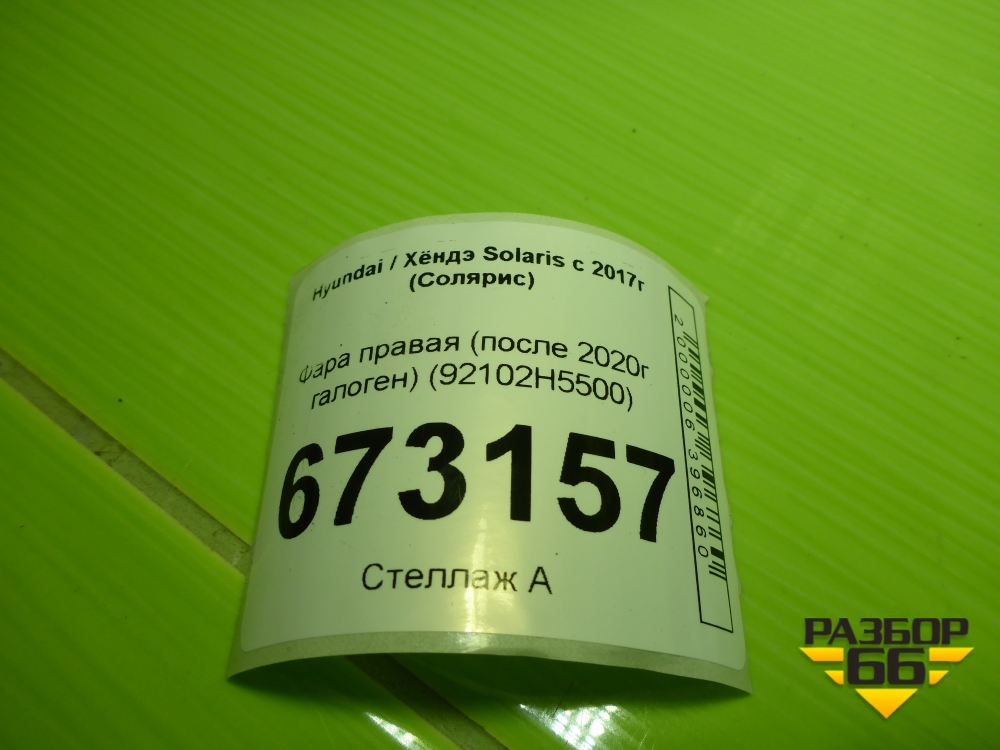 Hyundai / Хёндэ Solaris с 2017г
(Солярис)
Фара правая (после 2020г
галоген) (92102H5500)
673157
Стеллаж А
2000006396860
РАЗБОР
66